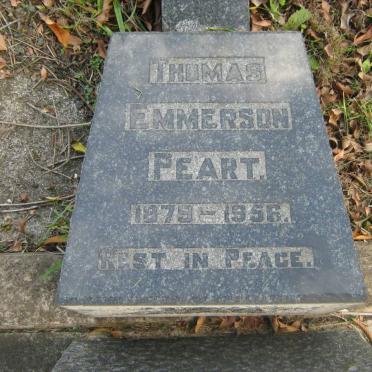 THOMAS
EMMERSON
PEART.
1879-1956.
REST IN PEACE.